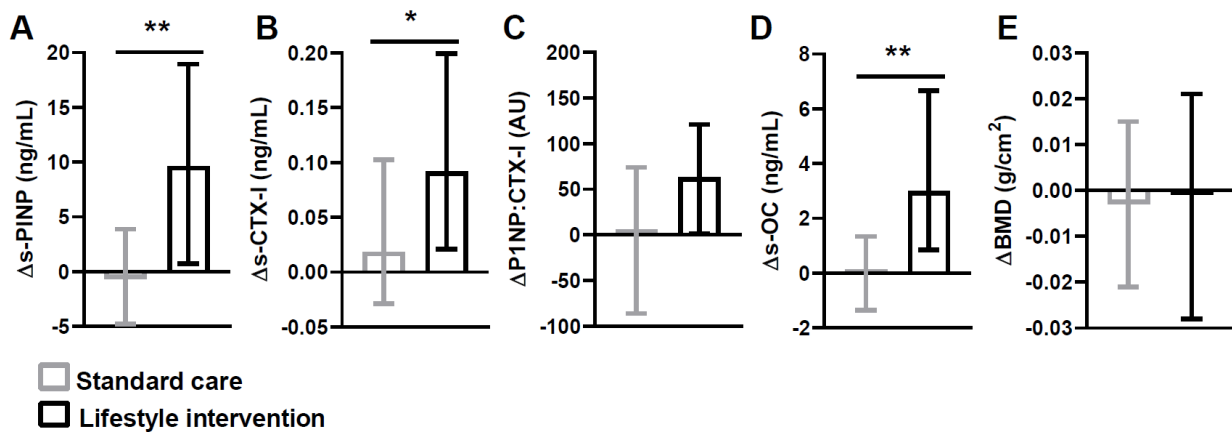 A
**
Δs-PINP (ng/mL)
20
15
10
5
0
-5
B
*
Δs-CTX-I (ng/mL)
0.20
0.15
0.10
0.05
0.00
-0.05
C
ΔP1NP:CTX-I (AU)
200
150
100
50
0
-50
-100
D
**
Δs-OC (ng/mL)
8
6
4
2
0
-2
E
ΔBMD (g/cm²)
0.03
0.02
0.01
0.00
-0.01
-0.02
-0.03
Standard care
Lifestyle intervention